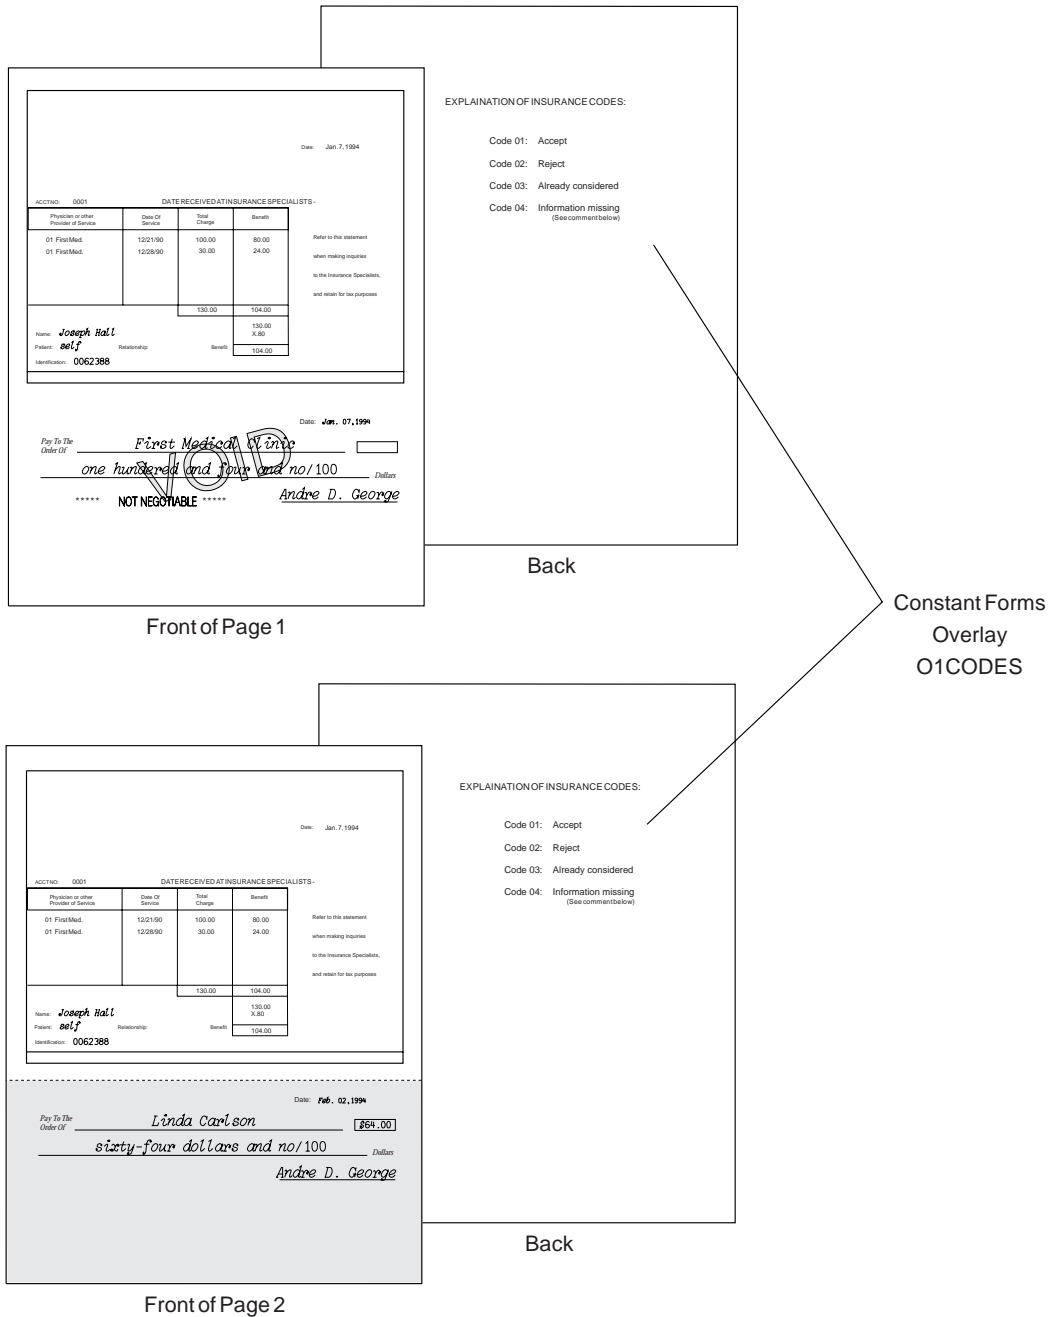 EXPLAINATION OF INSURANCE CODES:
Code 01: Accept
Code 02: Reject
Code 03: Already considered
Code 04: Information missing
(See comment below)
Back
Date: Jan. 7, 1994
ACCTNO: 0001 DATE RECEIVED AT INSURANCE SPECIALISTS -
Physician or other Provider of Service Date Of Service Total Charge Benefit
01 First Med. 12/21/90 100.00 80.00
01 First Med. 12/28/90 30.00 24.00
Refer to this statement
when making inquiries
to the Insurance Specialists,
and retain for tax purposes
130.00 104.00
130.00
X.80
Name: Joseph Hall
Patient: self Relationship: Benefit 104.00
Identification: 0062388
Date: Jan. 07,1994
Pay To The Order Of First Medical Clinic
one hundered and four and no/100 Dollars
VOID
***** NOT NEGOTIABLE ***** Andre D. George
Front of Page 1
Constant Forms
Overlay
O1CODES
EXPLAINATION OF INSURANCE CODES:
Code 01: Accept
Code 02: Reject
Code 03: Already considered
Code 04: Information missing
(See comment below)
Back
Date: Jan. 7, 1994
ACCTNO: 0001 DATE RECEIVED AT INSURANCE SPECIALISTS -
Physician or other Provider of Service Date Of Service Total Charge Benefit
01 First Med. 12/21/90 100.00 80.00
01 First Med. 12/28/90 30.00 24.00
Refer to this statement
when making inquiries
to the Insurance Specialists,
and retain for tax purposes
130.00 104.00
130.00
X.80
Name: Joseph Hall
Patient: self Relationship: Benefit 104.00
Identification: 0062388
Date: Feb. 02,1994
Pay To The Order Of Linda Carlson $64.00
sixty-four dollars and no/100 Dollars
Andre D. George
Front of Page 2